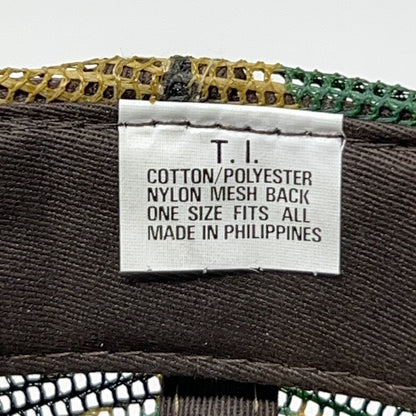 T. I.
COTTON/POLYESTER
NYLON MESH BACK
ONE SIZE FITS ALL
MADE IN PHILIPPINES